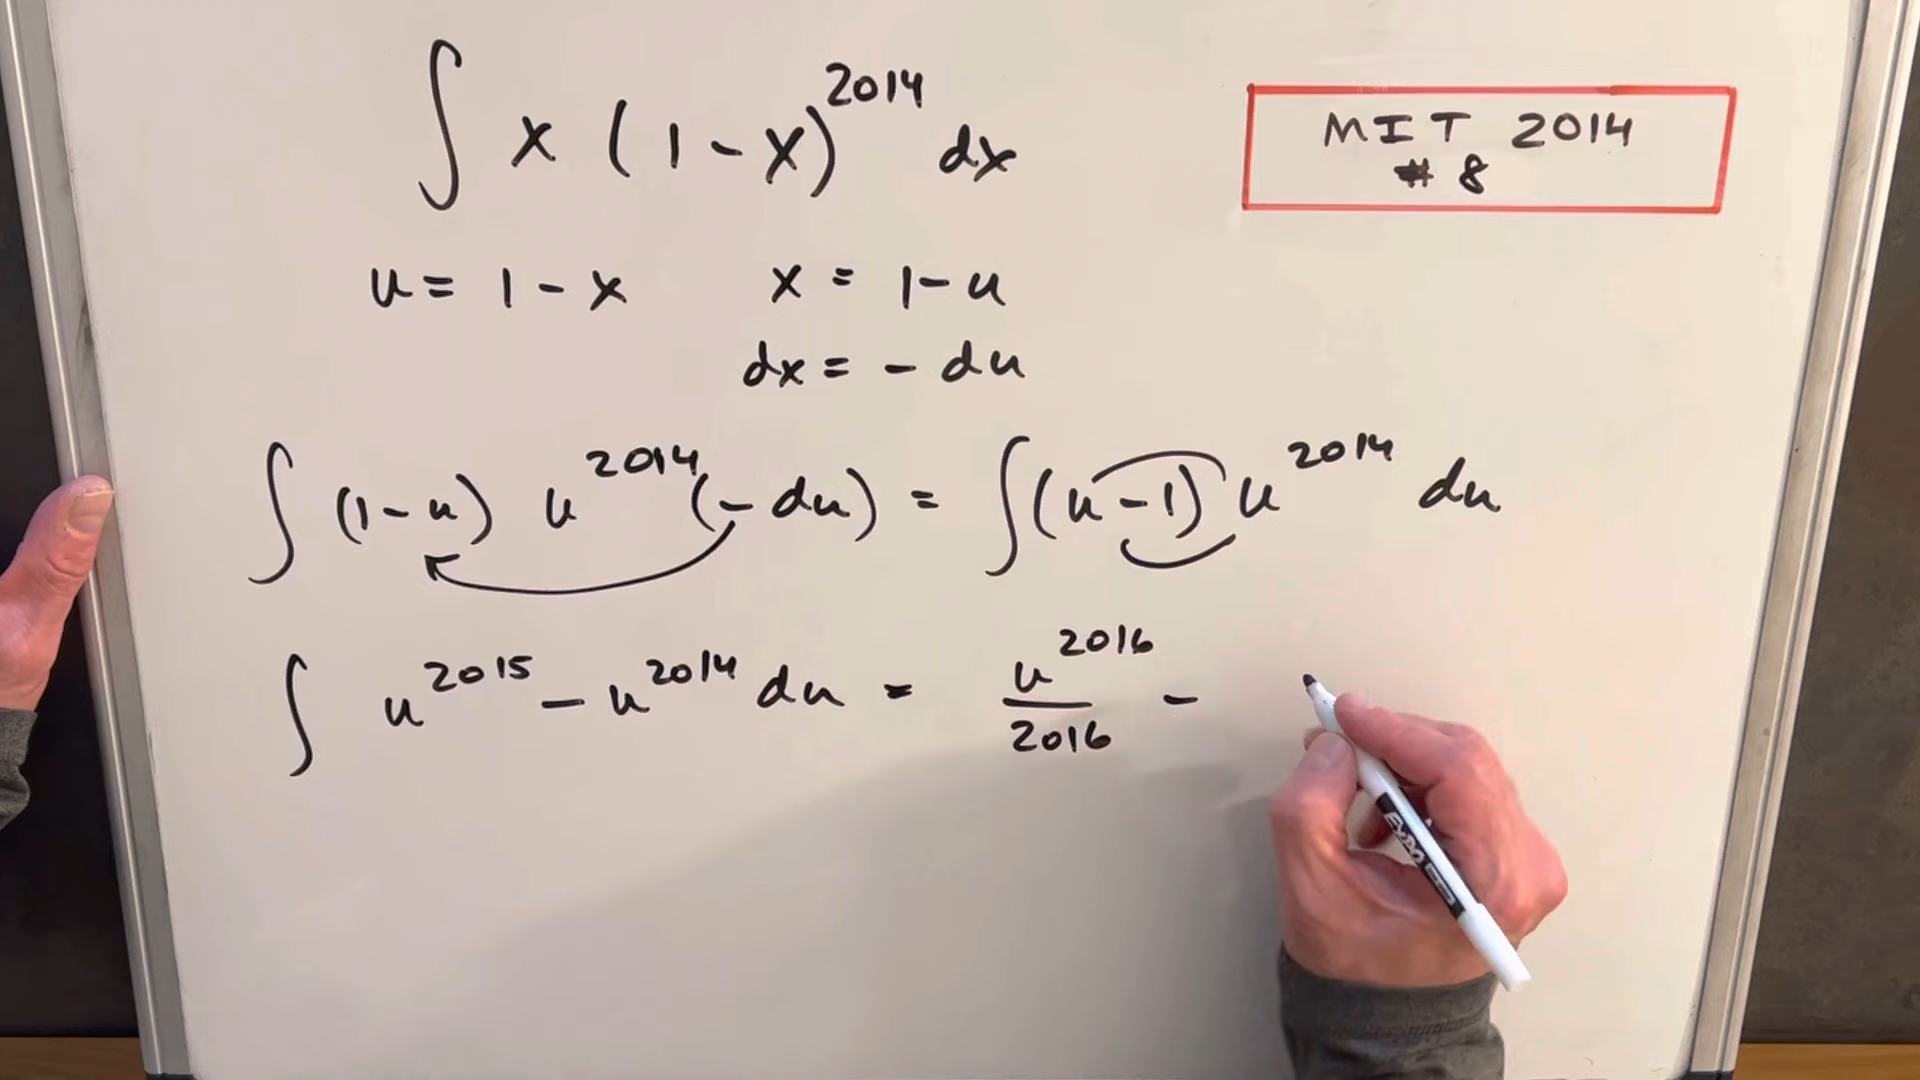 ∫ x (1-x)^2014 dx
MIT 2014
# 8
u = 1 - x    x = 1 - u
dx = - du
∫ (1-u) u^2014 (-du) = ∫ (u-1) u^2014 du
∫ u^2015 - u^2014 du = u^2016/2016 -
EXPO